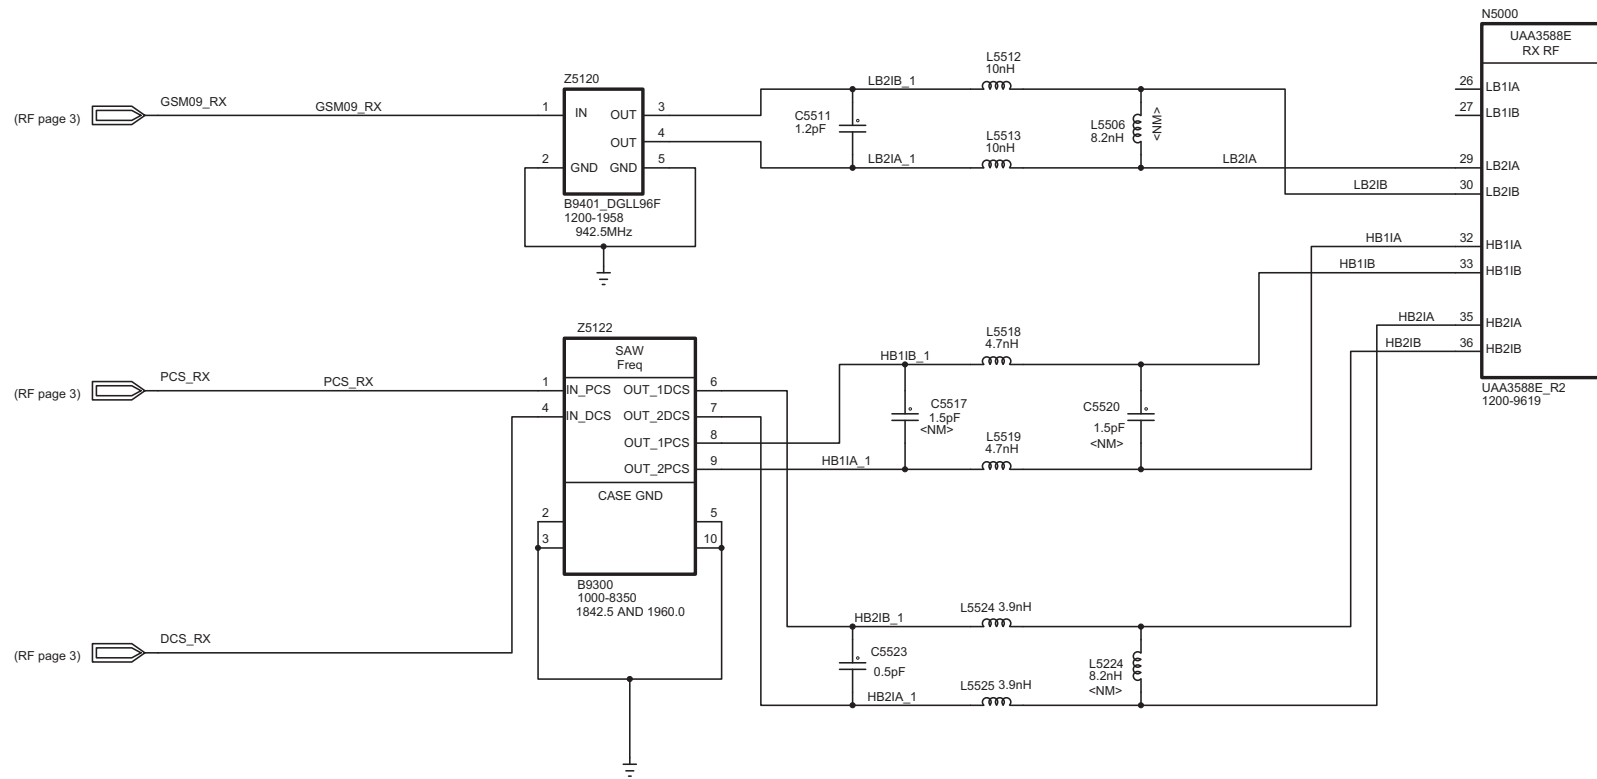 N5000
UAA3588E
RX RF
Z5120
L5512
10nH
LB2IB_1
26
LB1IA
(RF page 3)
GSM09_RX
GSM09_RX
1
IN
OUT
3
C5511
1.2pF
L5506
8.2nH
<NM>
27
LB1IB
OUT
4
L5513
10nH
2
GND
GND
5
LB2IA_1
LB2IA
29
LB2IA
LB2IB
30
LB2IB
B9401_DGLL96F
1200-1958
942.5MHz
HB1IA
32
HB1IA
HB1IB
33
HB1IB
HB2IA
35
HB2IA
HB2IB
36
HB2IB
Z5122
SAW
Freq
L5518
4.7nH
HB1IB_1
UAA3588E_R2
1200-9619
(RF page 3)
PCS_RX
PCS_RX
1
IN_PCS
OUT_1DCS
6
4
IN_DCS
OUT_2DCS
7
C5517
1.5pF
<NM>
C5520
1.5pF
<NM>
OUT_1PCS
8
L5519
4.7nH
OUT_2PCS
9
HB1IA_1
CASE GND
2
5
3
10
B9300
1000-8350
1842.5 AND 1960.0
(RF page 3)
DCS_RX
HB2IB_1
L5524 3.9nH
C5523
0.5pF
L5224
8.2nH
<NM>
HB2IA_1
L5525 3.9nH